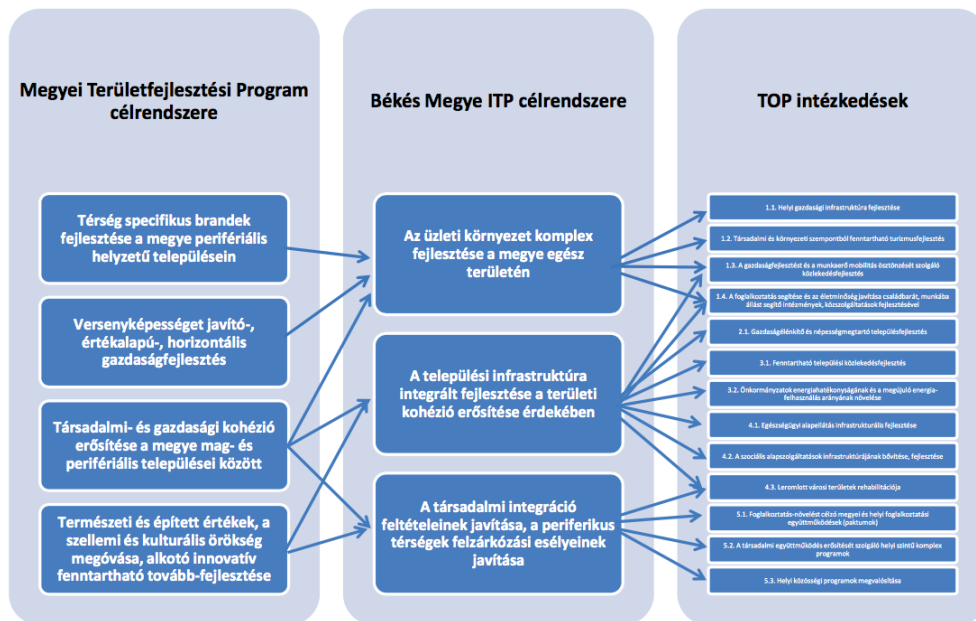 Megyei Területfejlesztési Program
célrendszere
Térség specifikus brandek
fejlesztése a megye perifériális
helyzetű településein
Versenyképességet javító-,
értékalapú-, horizontális
gazdaságfejlesztés
Társadalmi- és gazdasági kohézió
erősítése a megye mag- és
perifériális települései között
Természeti és épített értékek, a
szellemi és kulturális örökség
megóvása, alkotó innovatív
fenntartható tovább-fejlesztése
Békés Megye ITP célrendszere
Az üzleti környezet komplex
fejlesztése a megye egész
területén
A települési infrastruktúra
integrált fejlesztése a területi
kohézió erősítése érdekében
A társadalmi integráció
feltételeinek javítása, a periferikus
térségek felzárkózási esélyeinek
javítása
TOP intézkedések
1.1. Helyi gazdasági infrastruktúra fejlesztése
1.2. Társadalmi és környezeti szempontból fenntartható turizmusfejlesztés
1.3. A gazdaságfejlesztést és a munkaerő mobilitás ösztönzését szolgáló
közlekedésfejlesztés
1.4. A foglalkoztatás segítése és az életminőség javítása családbarát, munkába
állást segítő intézmények, közszolgáltatások fejlesztésével
2.1. Gazdaságélénkítő és népességmegtartó településfejlesztés
3.1. Fenntartható települési közlekedésfejlesztés
3.2. Önkormányzatok energiahatékonyságának és a megújuló energia-
felhasználás arányának növelése
4.1. Egészségügyi alapellátás infrastrukturális fejlesztése
4.2. A szociális alapszolgáltatások infrastruktúrájának bővítése, fejlesztése
4.3. Leromlott városi területek rehabilitációja
5.1. Foglalkoztatás-növelést célzó megyei és helyi foglalkoztatási
együttműködések (paktumok)
5.2. A társadalmi együttműködés erősítését szolgáló helyi szintű komplex
programok
5.3. Helyi közösségi programok megvalósítása